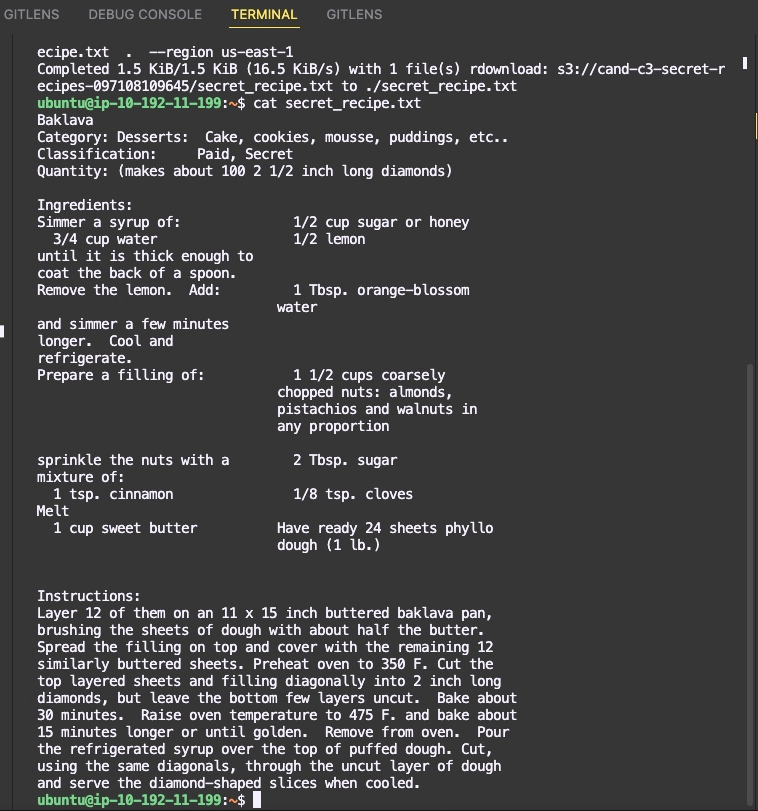 GITLENS DEBUG CONSOLE TERMINAL GITLENS
ecipe.txt . --region us-east-1
Completed 1.5 KiB/1.5 KiB (16.5 KiB/s) with 1 file(s) rdownload: s3://cand-c3-secret-r
ecipes-097108109645/secret_recipe.txt to ./secret_recipe.txt
ubuntu@ip-10-192-11-199:~$ cat secret_recipe.txt
Baklava
Category: Desserts: Cake, cookies, mousse, puddings, etc..
Classification: Paid, Secret
Quantity: (makes about 100 2 1/2 inch long diamonds)
Ingredients:
Simmer a syrup of: 1/2 cup sugar or honey
3/4 cup water 1/2 lemon
until it is thick enough to
coat the back of a spoon.
Remove the lemon. Add: 1 Tbsp. orange-blossom
water
and simmer a few minutes
longer. Cool and
refrigerate.
Prepare a filling of: 1 1/2 cups coarsely
chopped nuts: almonds,
pistachios and walnuts in
any proportion
sprinkle the nuts with a 2 Tbsp. sugar
mixture of:
1 tsp. cinnamon 1/8 tsp. cloves
Melt
1 cup sweet butter Have ready 24 sheets phyllo
dough (1 lb.)
Instructions:
Layer 12 of them on an 11 x 15 inch buttered baklava pan,
brushing the sheets of dough with about half the butter.
Spread the filling on top and cover with the remaining 12
similarly buttered sheets. Preheat oven to 350 F. Cut the
top layered sheets and filling diagonally into 2 inch long
diamonds, but leave the bottom few layers uncut. Bake about
30 minutes. Raise oven temperature to 475 F. and bake about
15 minutes longer or until golden. Remove from oven. Pour
the refrigerated syrup over the top of puffed dough. Cut,
using the same diagonals, through the uncut layer of dough
and serve the diamond-shaped slices when cooled.
ubuntu@ip-10-192-11-199:~$